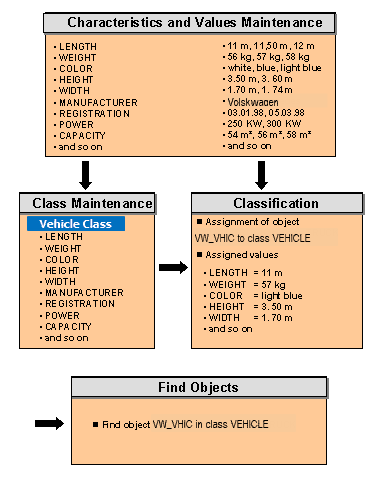 Characteristics and Values Maintenance
• LENGTH • 11 m, 11,50 m, 12 m
• WEIGHT • 56 kg, 57 kg, 58 kg
• COLOR • white, blue, light blue
• HEIGHT • 3.50 m, 3. 60 m
• WIDTH • 1.70 m, 1. 74 m
• MANUFACTURER • Volskwagen
• REGISTRATION • 03.01.98, 05.03.98
• POWER • 250 KW, 300 KW
• CAPACITY • 54 m³, 56 m³, 58 m³
• and so on • and so on
Class Maintenance
Vehicle Class
• LENGTH
• WEIGHT
• COLOR
• HEIGHT
• WIDTH
• MANUFACTURER
• REGISTRATION
• POWER
• CAPACITY
• and so on
Classification
■ Assignment of object
VW_VHIC to class VEHICLE
■ Assigned values
• LENGTH = 11 m
• WEIGHT = 57 kg
• COLOR = light blue
• HEIGHT = 3. 50 m
• WIDTH = 1. 70 m
• and so on
Find Objects
■ Find object VW_VHIC in class VEHICLE